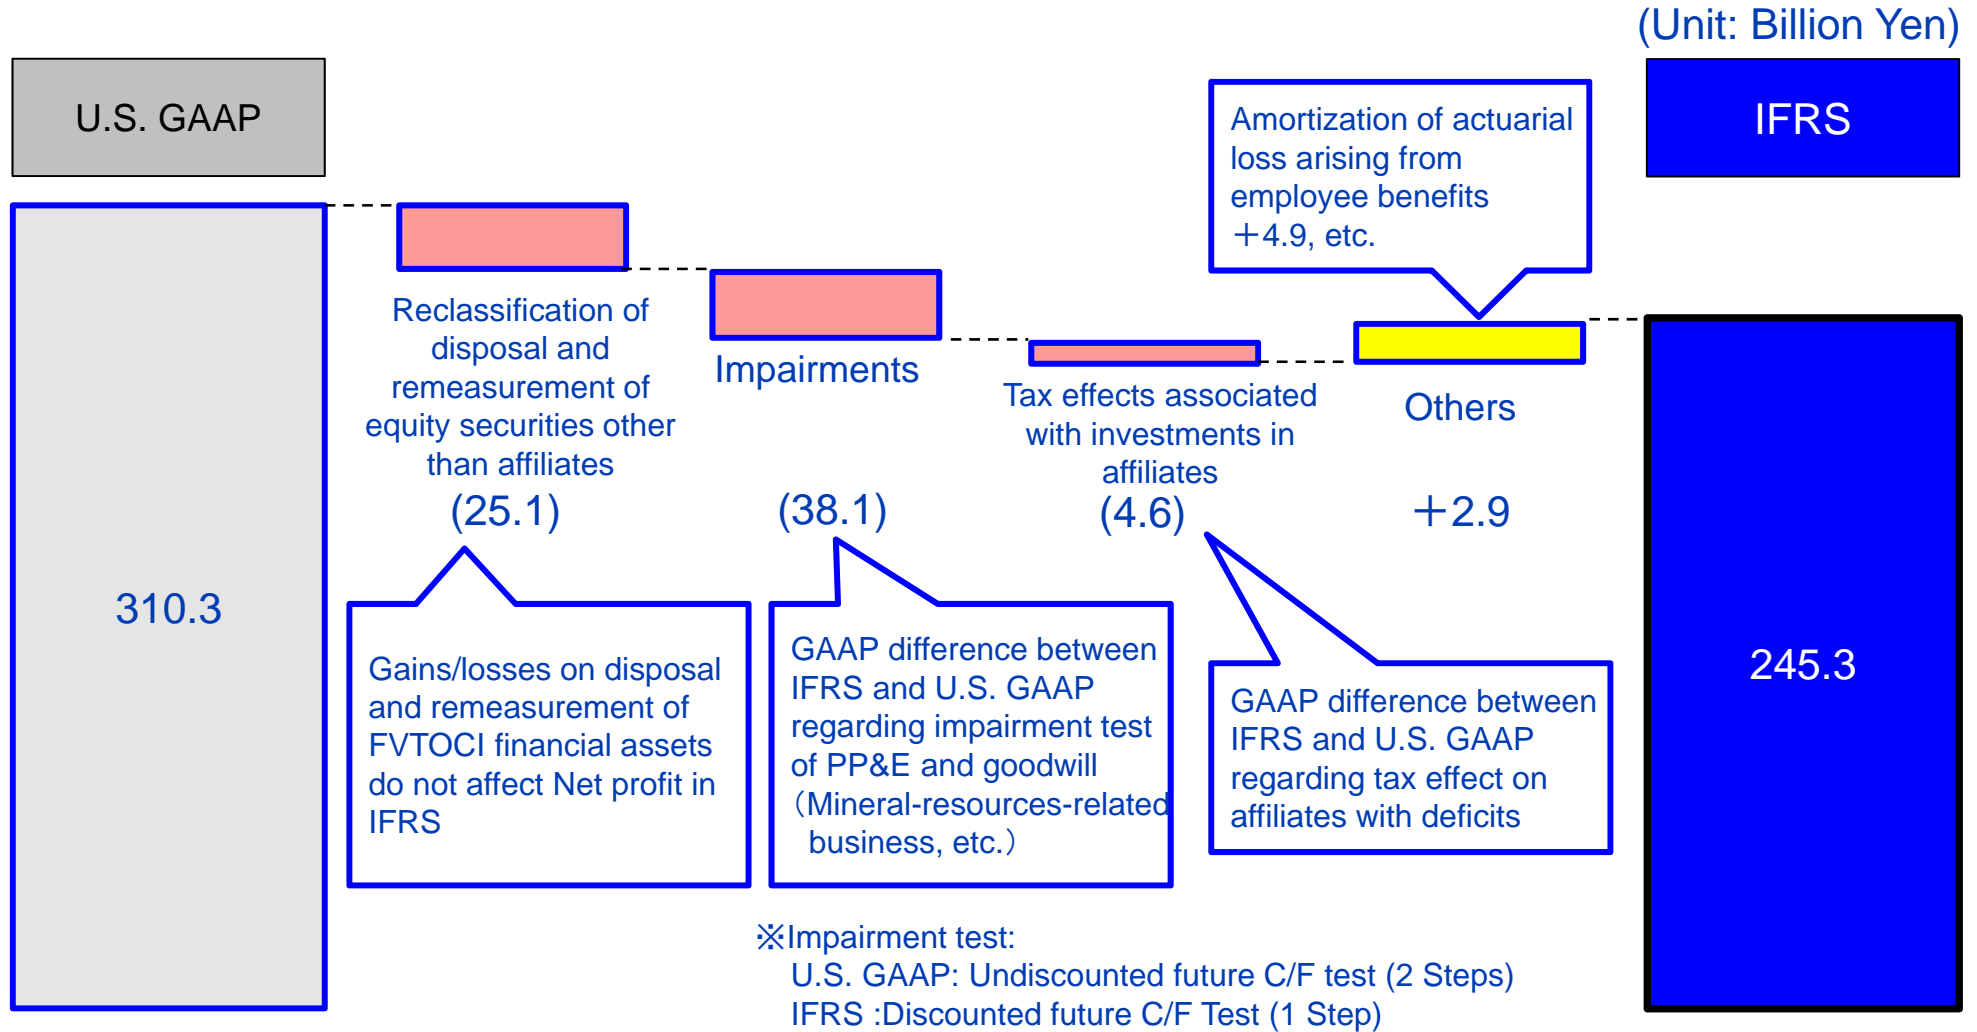 (Unit: Billion Yen)
U.S. GAAP
IFRS
Amortization of actuarial
loss arising from
employee benefits
＋4.9, etc.
Reclassification of
disposal and
remeasurement of
equity securities other
than affiliates
(25.1)
Impairments
(38.1)
Tax effects associated
with investments in
affiliates
(4.6)
Others
＋2.9
310.3
245.3
Gains/losses on disposal
and remeasurement of
FVTOCI financial assets
do not affect Net profit in
IFRS
GAAP difference between
IFRS and U.S. GAAP
regarding impairment test
of PP&E and goodwill
（Mineral-resources-related
business, etc.）
GAAP difference between
IFRS and U.S. GAAP
regarding tax effect on
affiliates with deficits
※Impairment test:
U.S. GAAP: Undiscounted future C/F test (2 Steps)
IFRS :Discounted future C/F Test (1 Step)